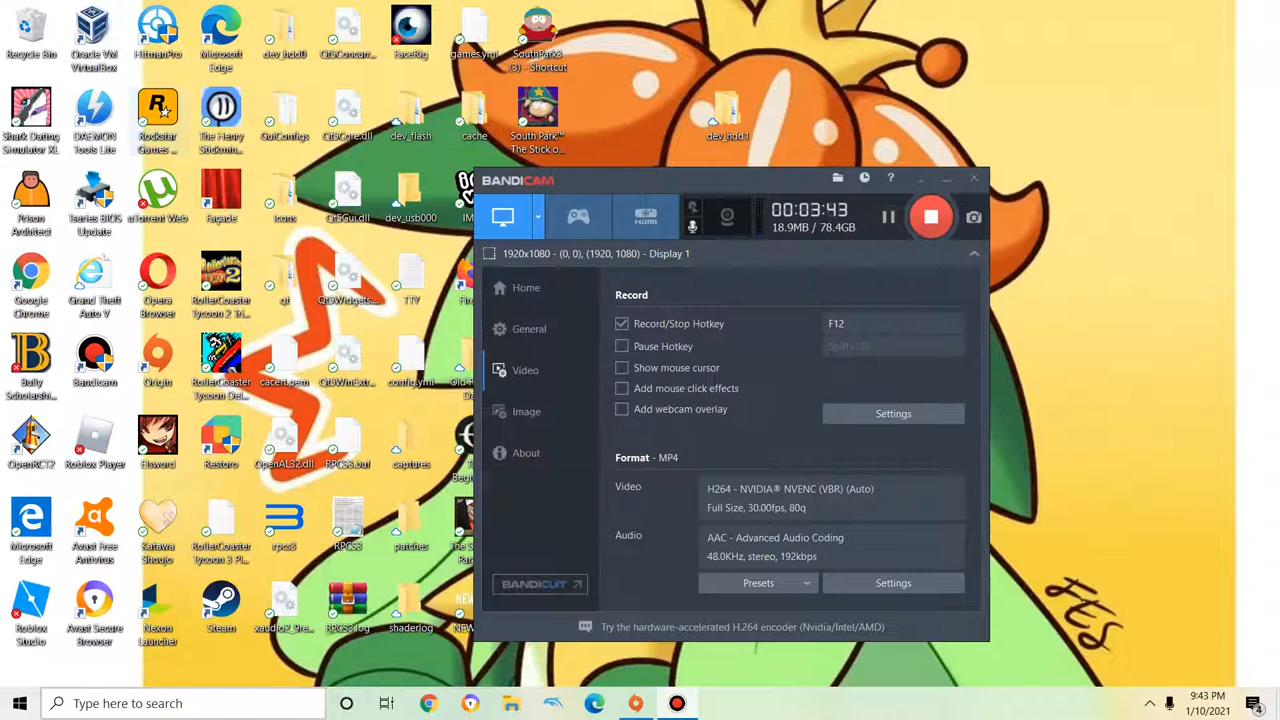 Recycle Bin
Oracle VM
VirtualBox
HitmanPro
Microsoft
Edge
dev_hdd0
Qt5Concurr...
FaceRig
games.yml
SouthPark3
(3) - Shortcut
Shark Dating
Simulator XL
DAEMON
Tools Lite
Rockstar
Games ...
The Henry
Stickmin...
GuiConfigs
Qt5Core.dll
dev_flash
cache
South Park™
The Stick o...
dev_hdd1
Prison
Architect
Tseries BIOS
Update
uTorrent Web
Façade
Icons
Qt5Gui.dll
dev_usb000
Google
Chrome
Grand Theft
Auto V
Opera
Browser
RollerCoaster
Tycoon 2 Tri...
qt
Qt5Widgets...
TTY
Bully
Scholarshi...
Bandicam
Origin
RollerCoaster
Tycoon Del...
cacert.pem
Qt5WinExtr...
config.yml
OpenRCT2
Roblox Player
Elsword
Restoro
OpenAL32.dll
RPCS3.buf
captures
Microsoft
Edge
Avast Free
Antivirus
Katawa
Shoujo
RollerCoaster
Tycoon 3 Pl...
rpcs3
RPCS3
patches
Roblox
Studio
Avast Secure
Browser
Nexon
Launcher
Steam
xaudio2_9re...
RPCS3.log
shaderlog
BANDICAM
HDMI
00:03:43
18.9MB / 78.4GB
1920x1080 - (0, 0), (1920, 1080) - Display 1
Home
General
Video
Image
About
BANDICUT
Record
Record/Stop Hotkey
F12
Pause Hotkey
Show mouse cursor
Add mouse click effects
Add webcam overlay
Settings
Format - MP4
Video
H264 - NVIDIA® NVENC (VBR) (Auto)
Full Size, 30.00fps, 80q
Audio
AAC - Advanced Audio Coding
48.0KHz, stereo, 192kbps
Presets
Settings
Try the hardware-accelerated H.264 encoder (Nvidia/Intel/AMD)
FES
Type here to search
9:43 PM
1/10/2021
4